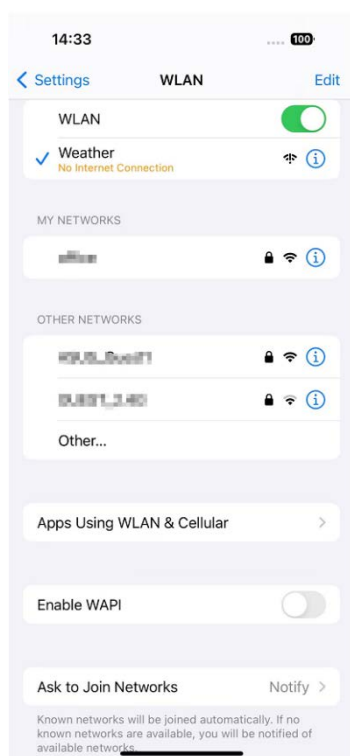 14:33
100
Settings
WLAN
Edit
WLAN
Weather
No Internet Connection
MY NETWORKS
OTHER NETWORKS
Other...
Apps Using WLAN & Cellular
Enable WAPI
Ask to Join Networks
Notify
Known networks will be joined automatically. If no
known networks are available, you will be notified of
available networks.